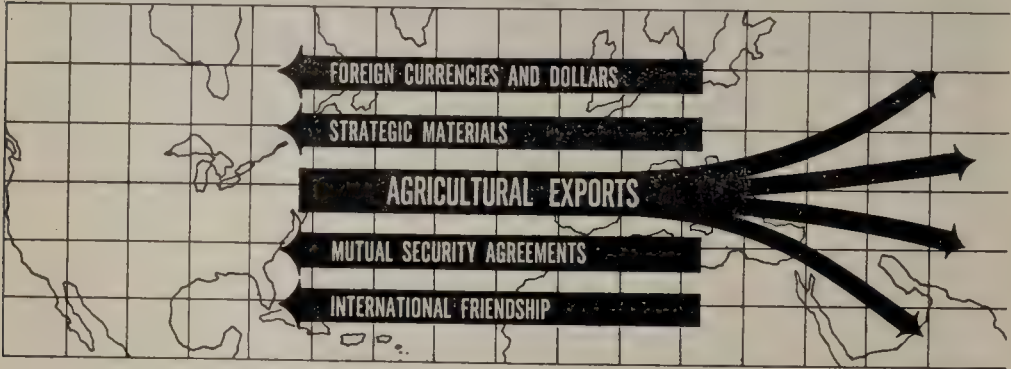 FOREIGN CURRENCIES AND DOLLARS
STRATEGIC MATERIALS
AGRICULTURAL EXPORTS
MUTUAL SECURITY AGREEMENTS
INTERNATIONAL FRIENDSHIP